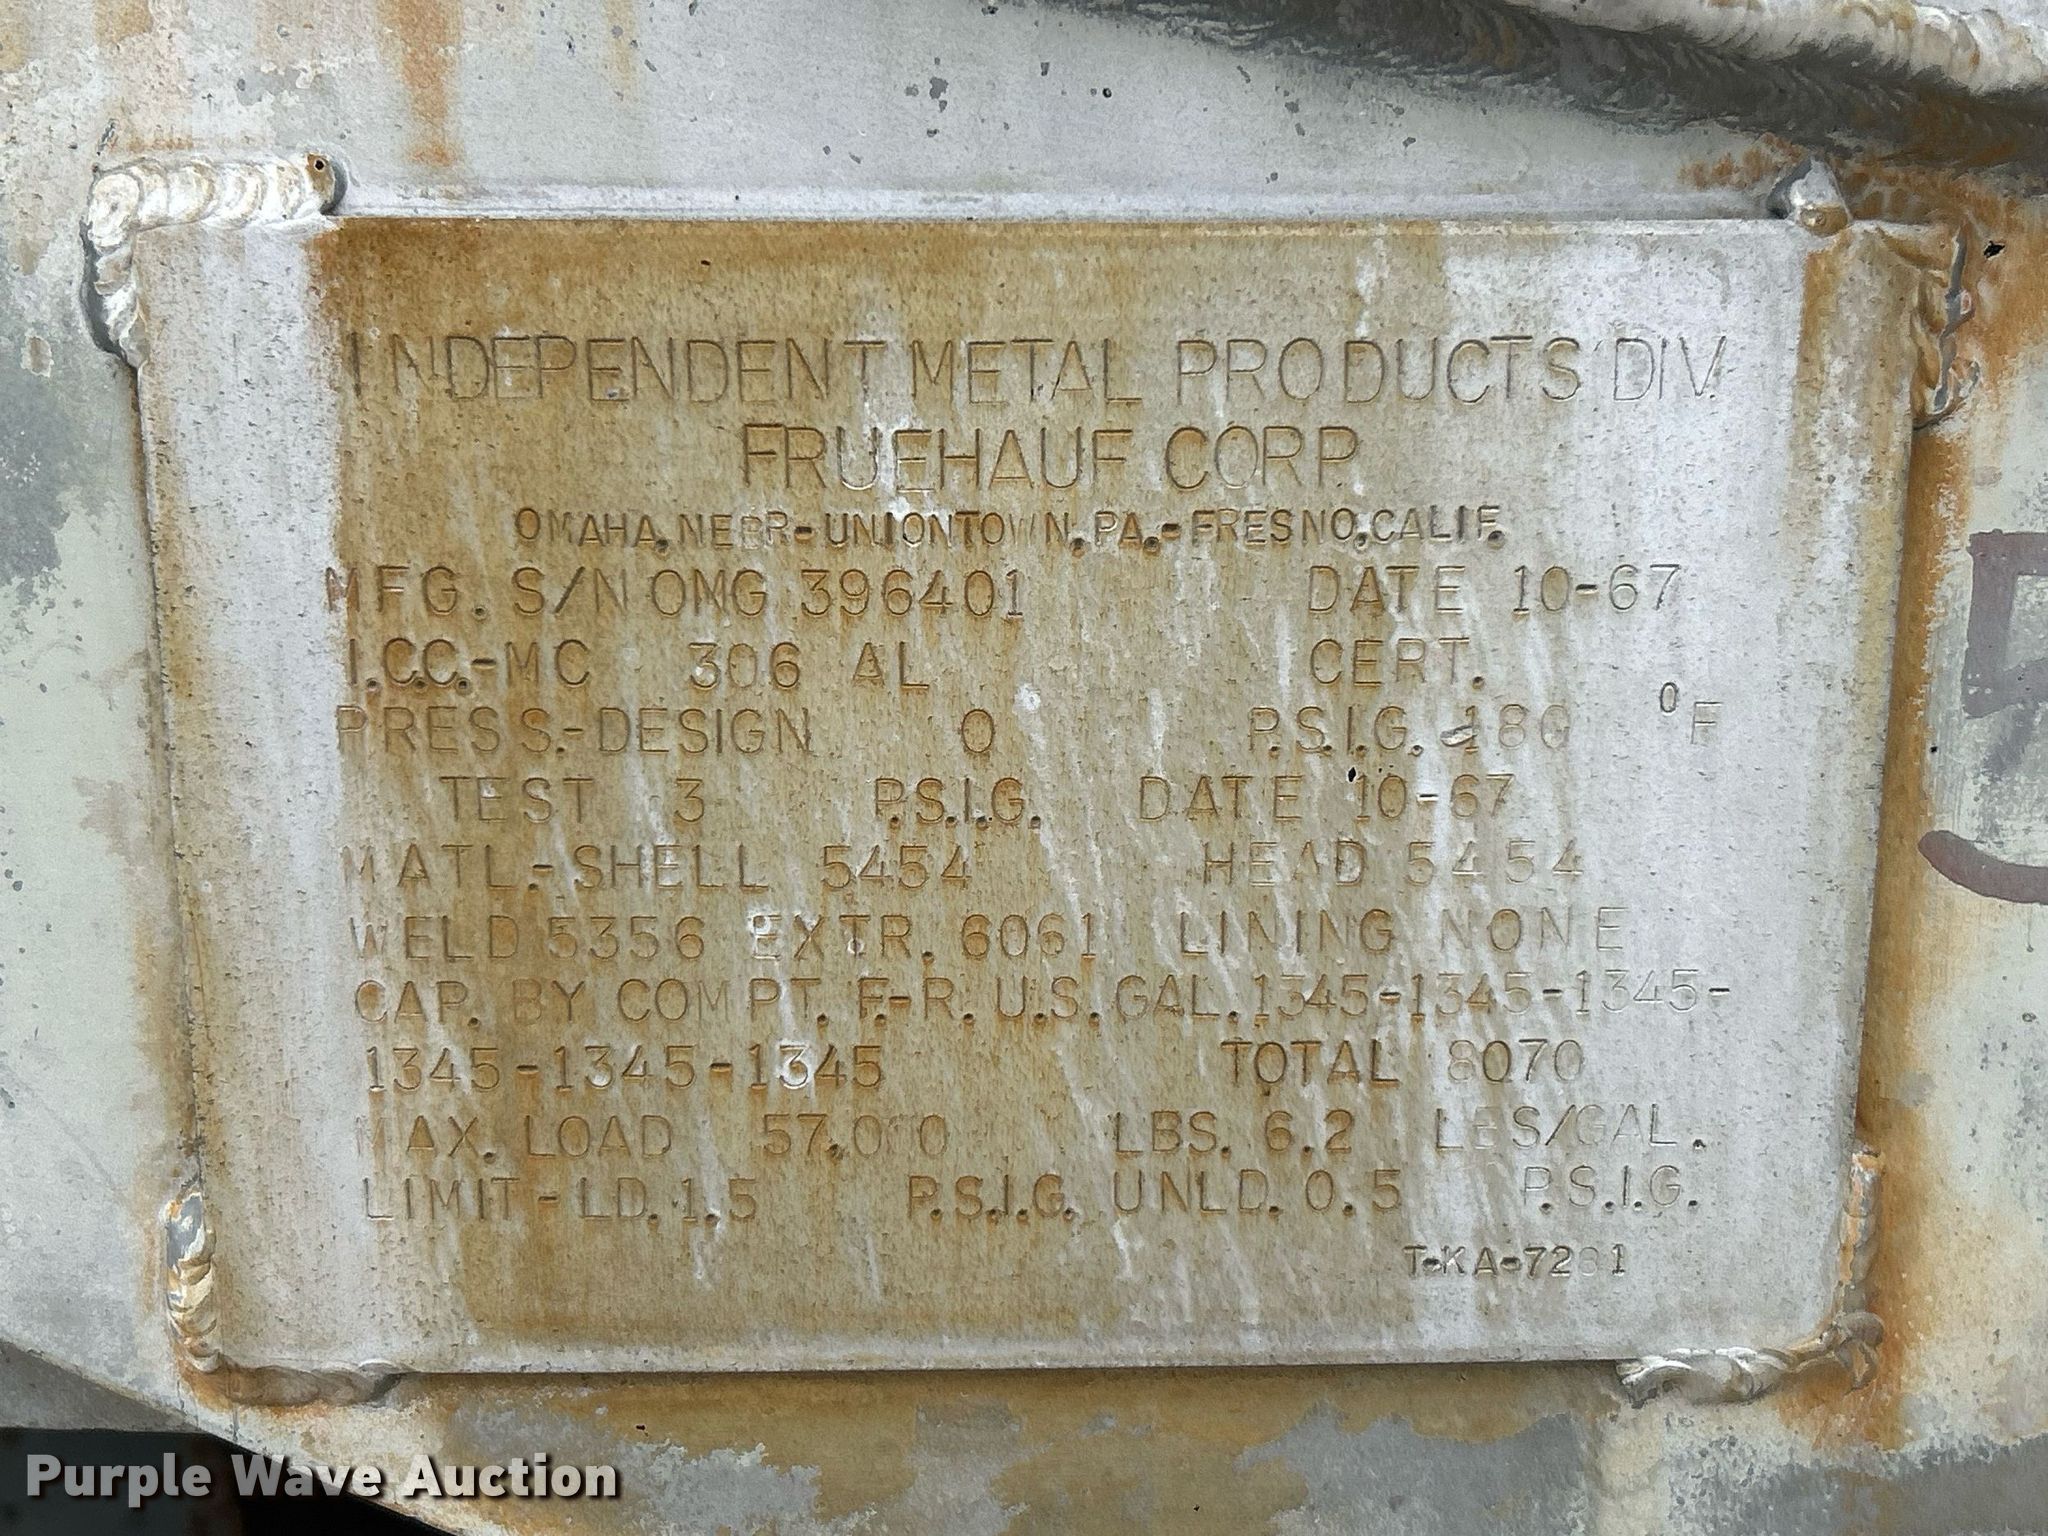 INDEPENDENT METAL PRODUCTS DIV.
FRUEHAUF CORP.
OMAHA, NEBR-UNIONTOWN, PA.-FRESNO, CALIF.
MFG. S/N OMG 396401 DATE 10-67
I.C.C.-MC 306 AL CERT.
PRESS.-DESIGN 0 P.S.I.G. -180 °F
TEST 3 P.S.I.G. DATE 10-67
MATL.-SHELL 5454 HEAD 5454
WELD 5356 EXTR. 6061 LINING NONE
CAP. BY COMPT. F-R. U.S. GAL. 1345-1345-1345-
1345-1345-1345 TOTAL 8070
MAX. LOAD 57,000 LBS. 6.2 LBS/GAL.
LIMIT-LD. 1.5 P.S.I.G. UNLD. 0.5 P.S.I.G.
Purple Wave Auction